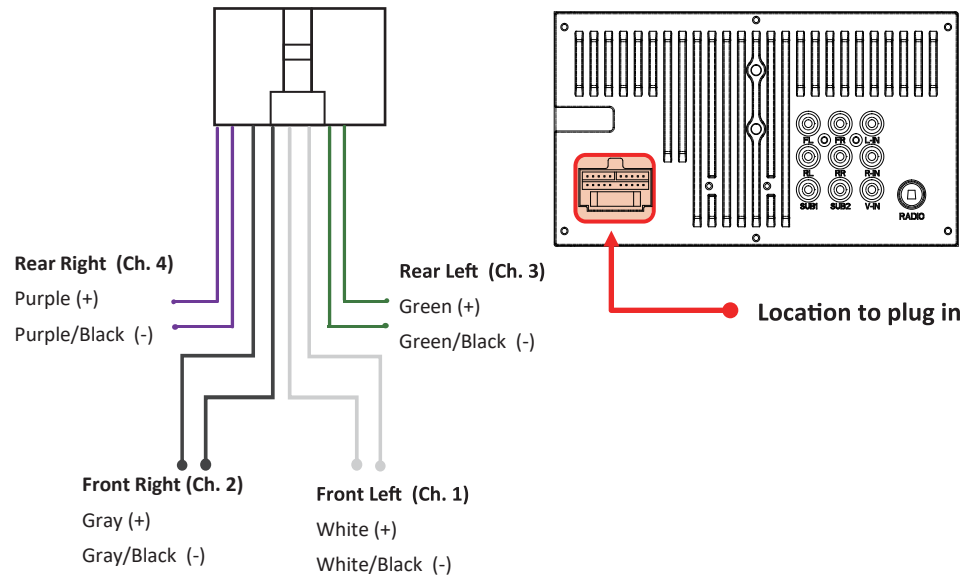 FL FR L-IN
RL RR R-IN
SUB1 SUB2 V-IN
RADIO
Rear Right (Ch. 4)
Purple (+)
Purple/Black (-)
Rear Left (Ch. 3)
Green (+)
Green/Black (-)
Location to plug in
Front Right (Ch. 2)
Gray (+)
Gray/Black (-)
Front Left (Ch. 1)
White (+)
White/Black (-)